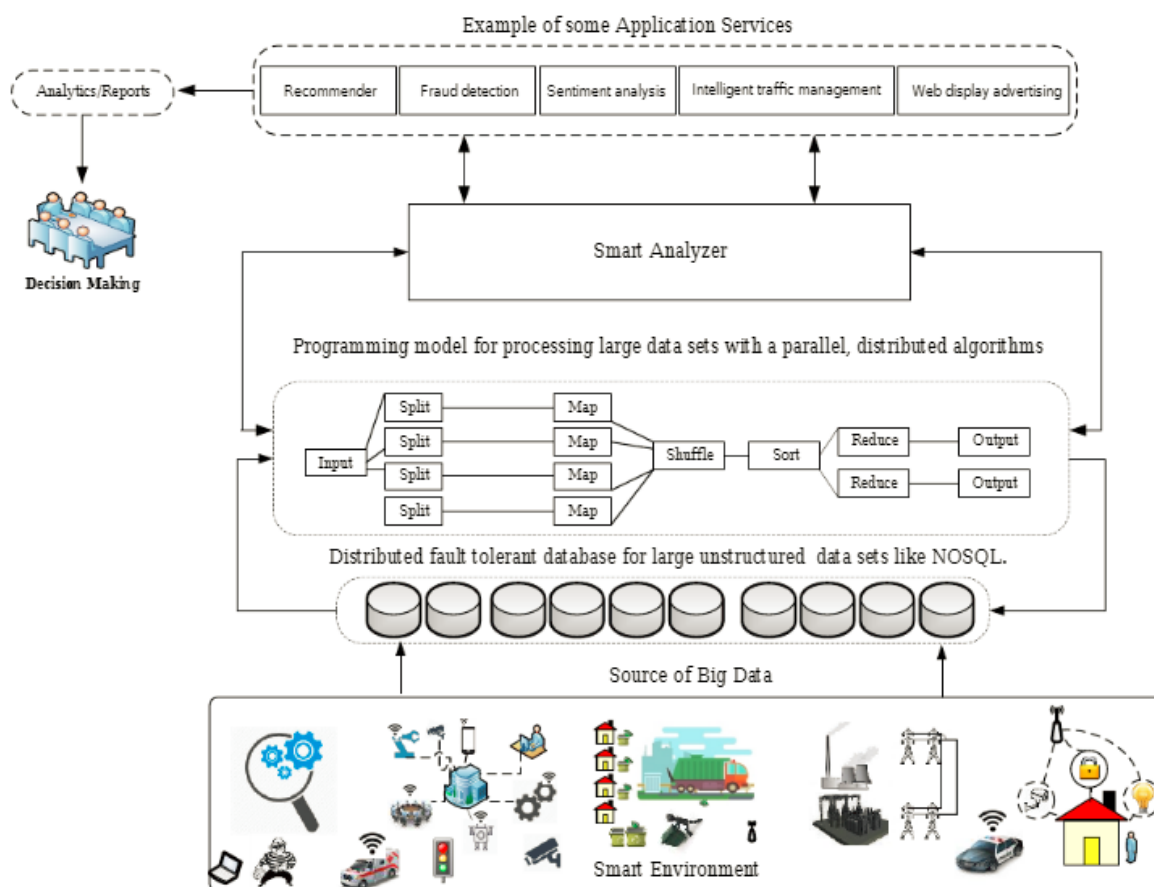 Example of some Application Services
Analytics/Reports
Recommender
Fraud detection
Sentiment analysis
Intelligent traffic management
Web display advertising
Decision Making
Smart Analyzer
Programming model for processing large data sets with a parallel, distributed algorithms
Input
Split
Split
Split
Split
Map
Map
Map
Map
Shuffle
Sort
Reduce
Reduce
Output
Output
Distributed fault tolerant database for large unstructured data sets like NOSQL.
Source of Big Data
Smart Environment